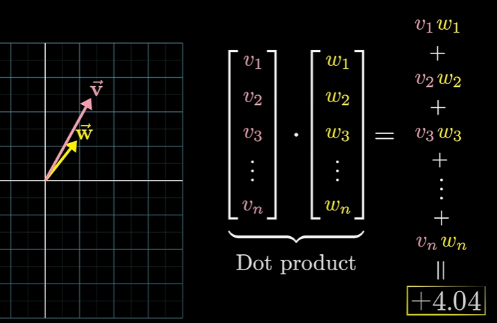 v⃗
w⃗
v₁
v₂
v₃
⋮
vₙ
·
w₁
w₂
w₃
⋮
wₙ
=
v₁w₁
+
v₂w₂
+
v₃w₃
+
⋮
+
vₙwₙ
=
+4.04
Dot product